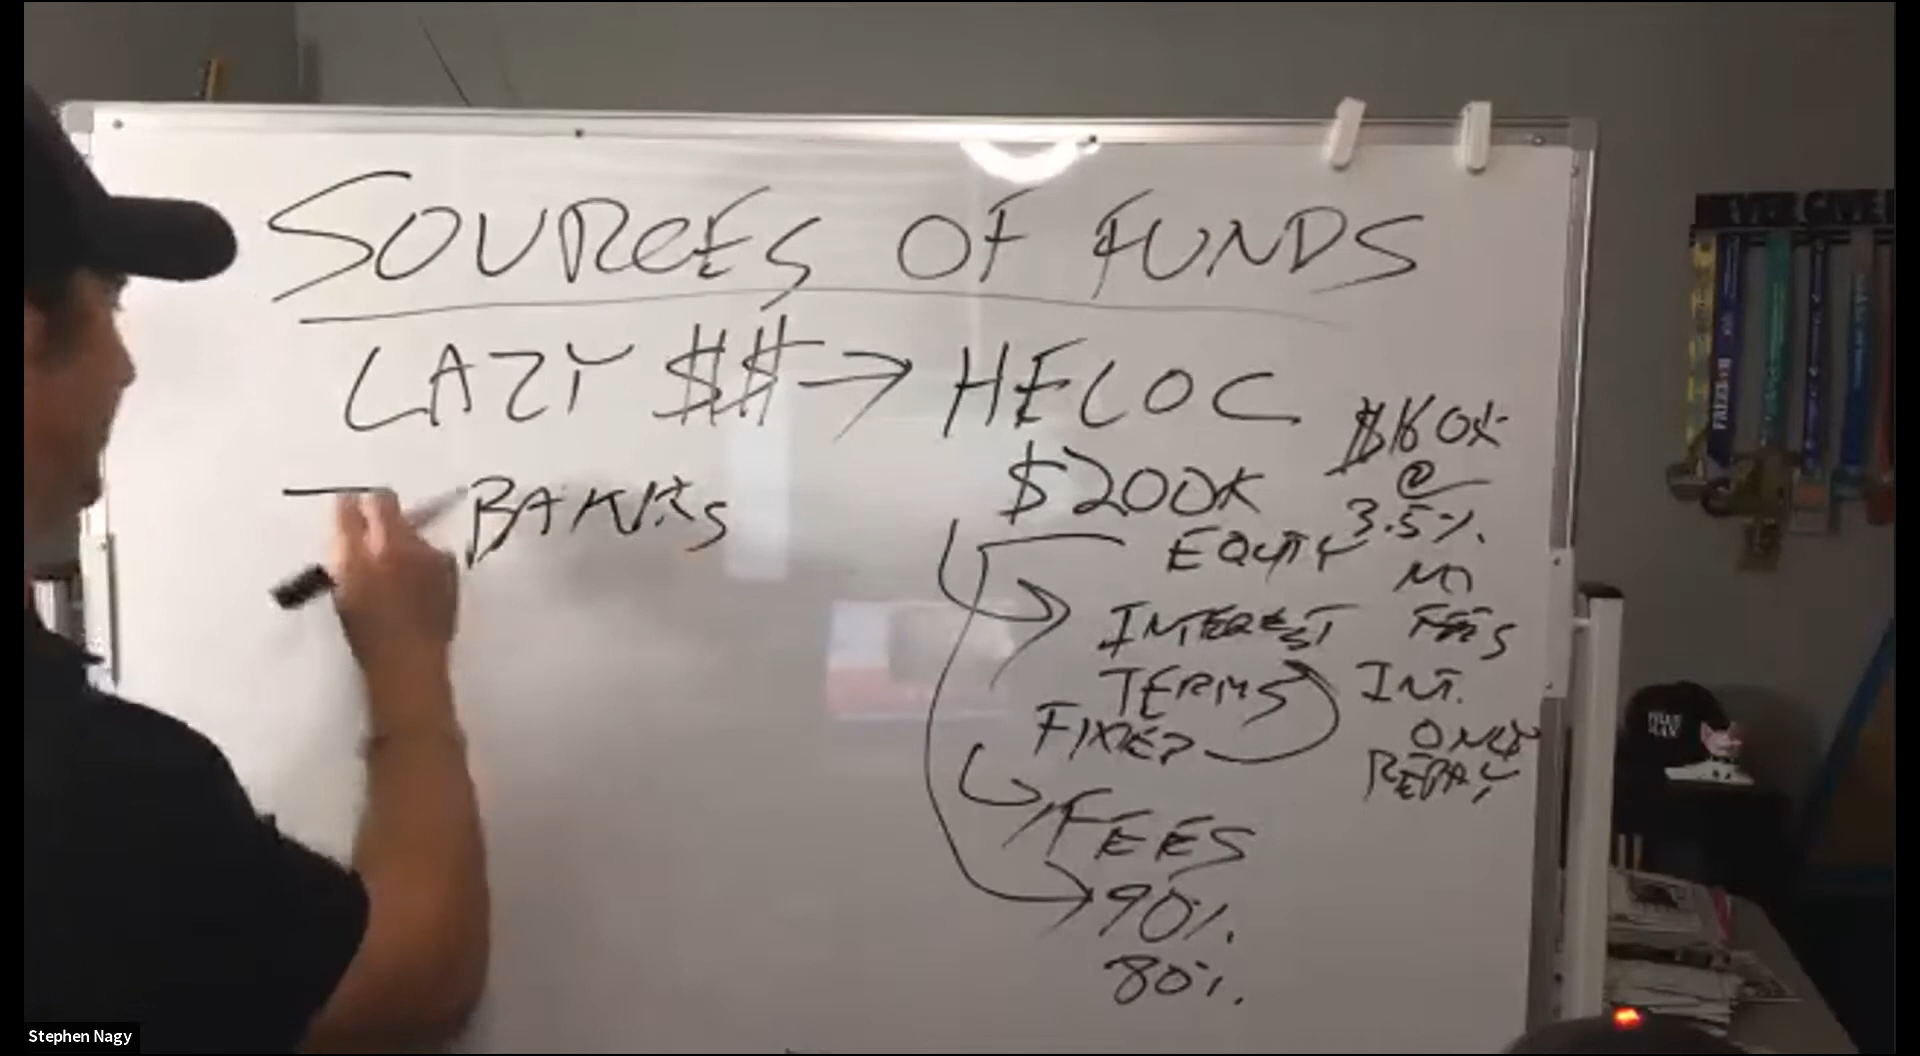 SOURCES OF FUNDS
LAZY $$ → HELOC
BANKS
$200K
EQUITY
INTEREST
TERMS
FIXED
FEES
90%
80%
$160K
@
3.5%
NO
FEES
INT.
ONLY
REPAY
Stephen Nagy